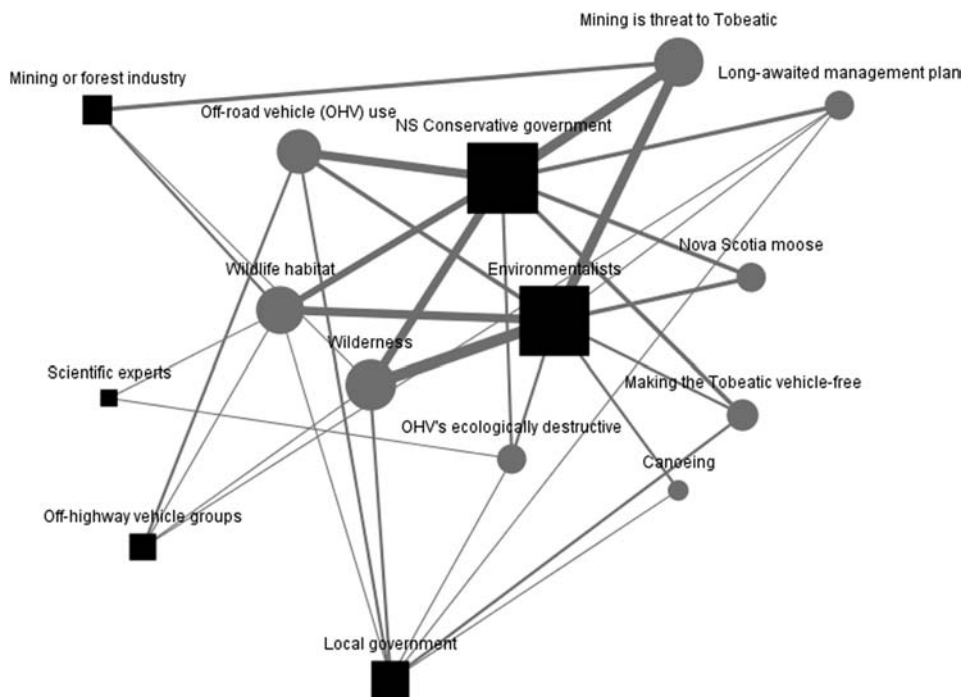 Mining is threat to Tobeatic
Mining or forest industry
Long-awaited management plan
Off-road vehicle (OHV) use
NS Conservative government
Nova Scotia moose
Wildlife habitat
Environmentalists
Wilderness
Scientific experts
Making the Tobeatic vehicle-free
OHV's ecologically destructive
Canoeing
Off-highway vehicle groups
Local government